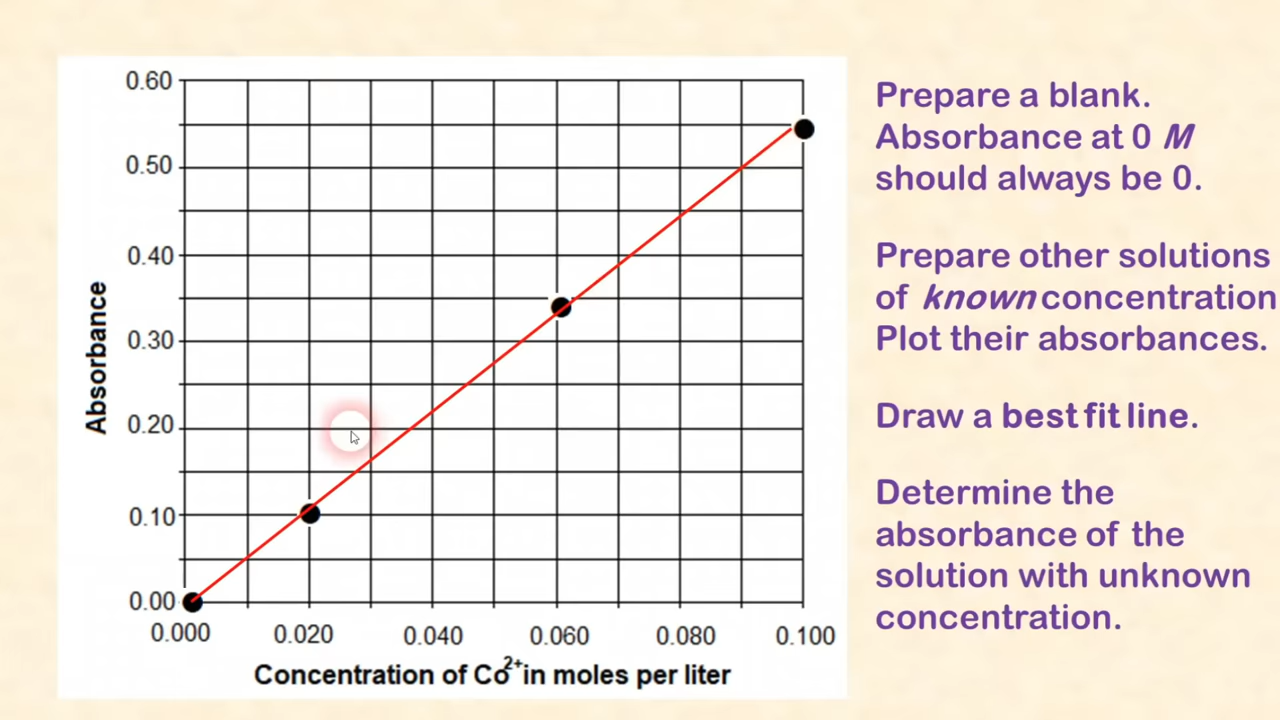 0.60
0.50
0.40
0.30
0.20
0.10
0.00
0.000 0.020 0.040 0.060 0.080 0.100
Absorbance
Concentration of Co2+in moles per liter
Prepare a blank.
Absorbance at 0 M
should always be 0.
Prepare other solutions
of known concentration
Plot their absorbances.
Draw a best fit line.
Determine the
absorbance of the
solution with unknown
concentration.